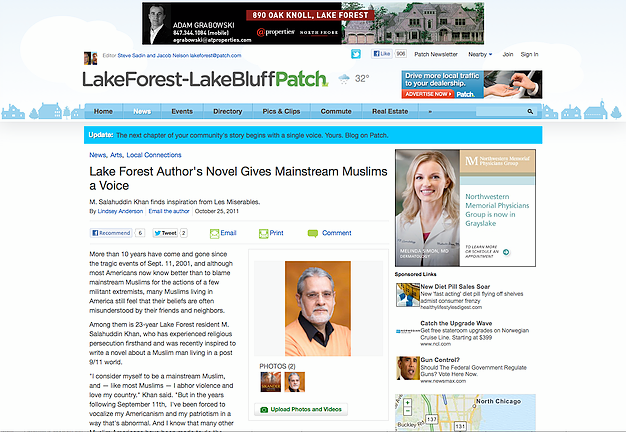 ADAM GRABOWSKI
847.344.1084 (mobile)
agrabowski@atproperties.com
890 OAK KNOLL, LAKE FOREST
@properties NORTH SHORE
Editor Steve Sadin and Jacob Nelson lakeforest@patch.com
Like 906 Patch Newsletter Nearby Join Sign In
LakeForest-LakeBluffPatch
32°
Drive more local traffic
to your dealership.
ADVERTISE NOW Patch
Home News Events Directory Pics & Clips Commute Real Estate »
Update: The next chapter of your community's story begins with a single voice. Yours. Blog on Patch.
News, Arts, Local Connections
Lake Forest Author's Novel Gives Mainstream Muslims
a Voice
M. Salahuddin Khan finds inspiration from Les Miserables.
By Lindsey Anderson Email the author October 25, 2011
Recommend 6 Tweet 2 Email Print Comment
More than 10 years have come and gone since
the tragic events of Sept. 11, 2001, and although
most Americans now know better than to blame
mainstream Muslims for the actions of a few
militant extremists, many Muslims living in
America still feel that their beliefs are often
misunderstood by their friends and neighbors.
Among them is 23-year Lake Forest resident M.
Salahuddin Khan, who has experienced religious
persecution firsthand and was recently inspired to
write a novel about a Muslim man living in a post
9/11 world.
"I consider myself to be a mainstream Muslim,
and — like most Muslims — I abhor violence and
love my country," Khan said. "But in the years
following September 11th, I've been forced to
vocalize my Americanism and my patriotism in a
way that's abnormal. And I know that many other
PHOTOS (2)
Upload Photos and Videos
Northwestern Memorial
Physicians Group
Northwestern
Memorial Physicians
Group is now in
Grayslake
MELINDA SIMON, MD
DERMATOLOGY
TO LEARN MORE
OR SCHEDULE AN
APPOINTMENT
Sponsored Links
New Diet Pill Sales Soar
New 'fast acting' diet pill flying off shelves
admist consumer frenzy
healthylifestylesdigest.com
Catch the Upgrade Wave
Get free stateroom upgrades on Norwegian
Cruise Line. Starting at $399
www.ncl.com
Gun Control?
Should The Federal Government Regulate
Guns? Vote Here Now.
www.newsmax.com
North Chicago